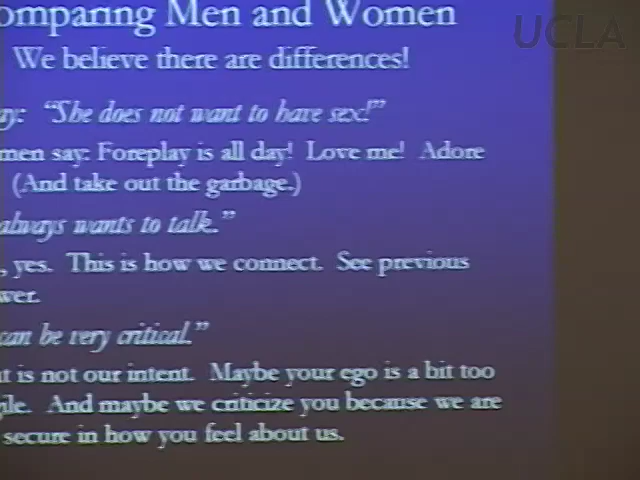 omparing Men and Women
UCLA
We believe there are differences!
ay: "She does not want to have sex!"
men say: Foreplay is all day! Love me! Adore
(And take out the garbage.)
always wants to talk."
, yes. This is how we connect. See previous
wer.
can be very critical."
t is not our intent. Maybe your ego is a bit too
gile. And maybe we criticize you because we are
secure in how you feel about us.